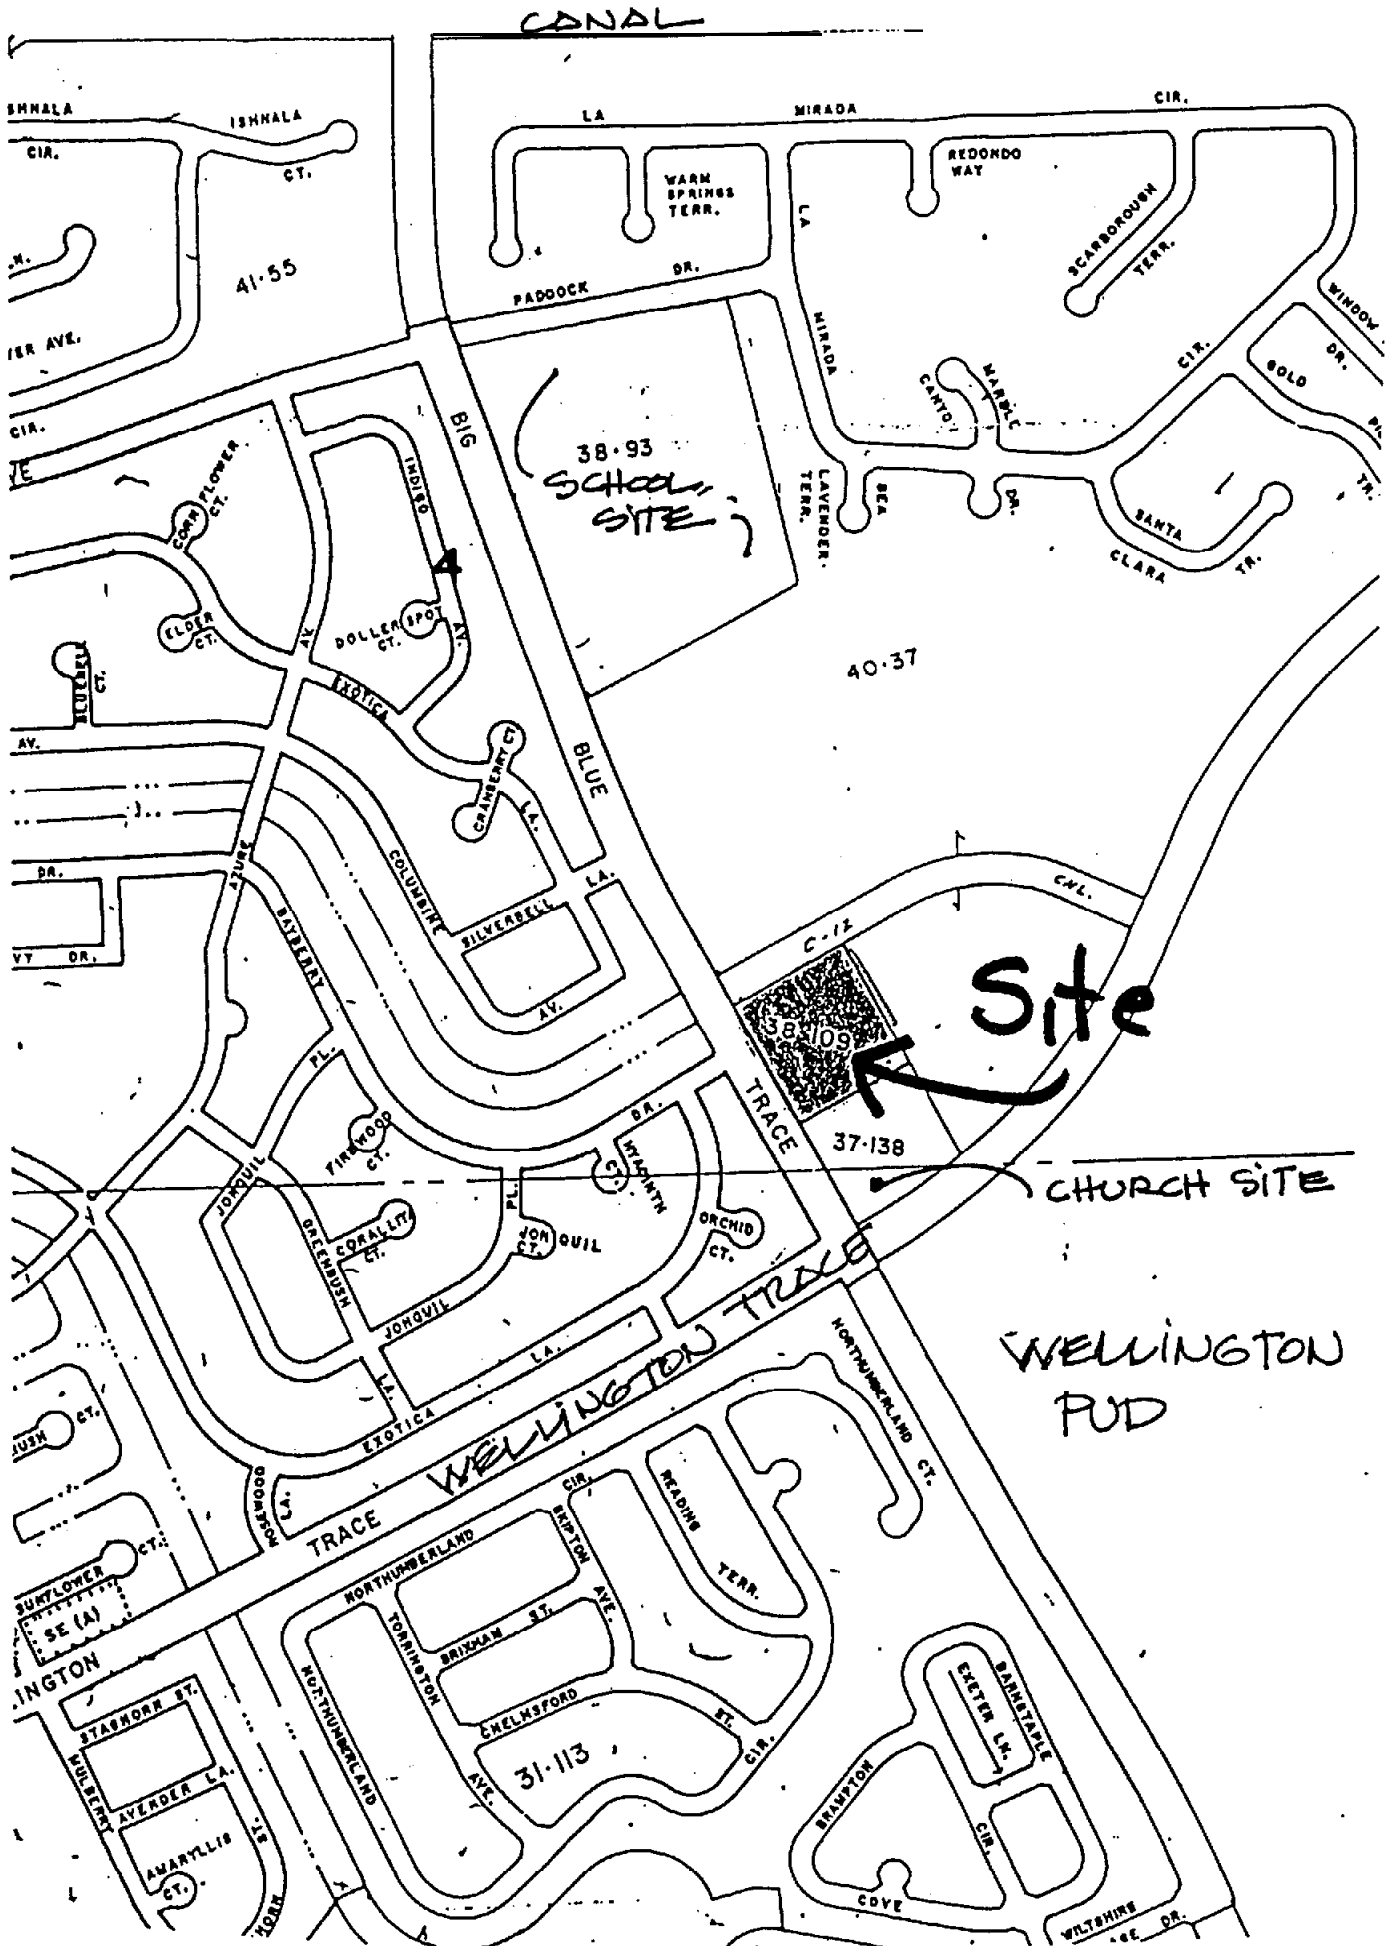 CANAL
ISHNALA
CIR.
CT.
LA
MIRADA
CIR.
WARM
SPRINGS
TERR.
REDONDO
WAY
SCARBOROUGH
TERR.
41·55
PADDOCK
DR.
LA
MIRADA
WINDOW
DR.
CIR.
GOLD
TR.
AVE.
CIR.
BIG
38·93
SCHOOL
SITE
CANTO
MARBLE
DR.
LAVENDER
TERR.
SEA
SANTA
CLARA
TR.
CORN FLOWER
CT.
INDIGO
4
ELDER
CT.
DOLLER SPOT
CT.
AV.
AV.
BLUEBELL
CT.
EXOTICA
40·37
AV.
CRANBERRY CT
BLUE
LA.
DR.
AZURE
COLUMBINE
LA.
SILVERBELL
BAYBERRY
CNL.
C-12
DR.
AV.
Site
38·109
PL.
TRACE
DR.
37·138
FIREWOOD
CT.
HYACINTH
CT.
CHURCH SITE
JONQUIL
GREENBUSH
CORALLITA
CT.
PL.
JON QUIL
CT.
ORCHID
CT.
JONQUIL
LA.
LA.
WELLINGTON TRACE
NORTHUMBERLAND CT.
WELLINGTON
PUD
EXOTICA
CT.
ROSEWOOD
LA.
TRACE
CIR.
READING
TERR.
NORTHUMBERLAND
SKIPTON
AVE.
CT.
SUNFLOWER
SE (A)
TORRINGTON
AVE.
BRIXHAM ST.
CHELMSFORD
ST.
CIR.
NORTHUMBERLAND
31·113
STAGHORN ST.
MULBERRY
LA.
ST.
AMARYLLIS
CT.
EXETER LN.
BARNSTAPLE
BRAMPTON
CIR.
COVE
WILTSHIRE
DR.